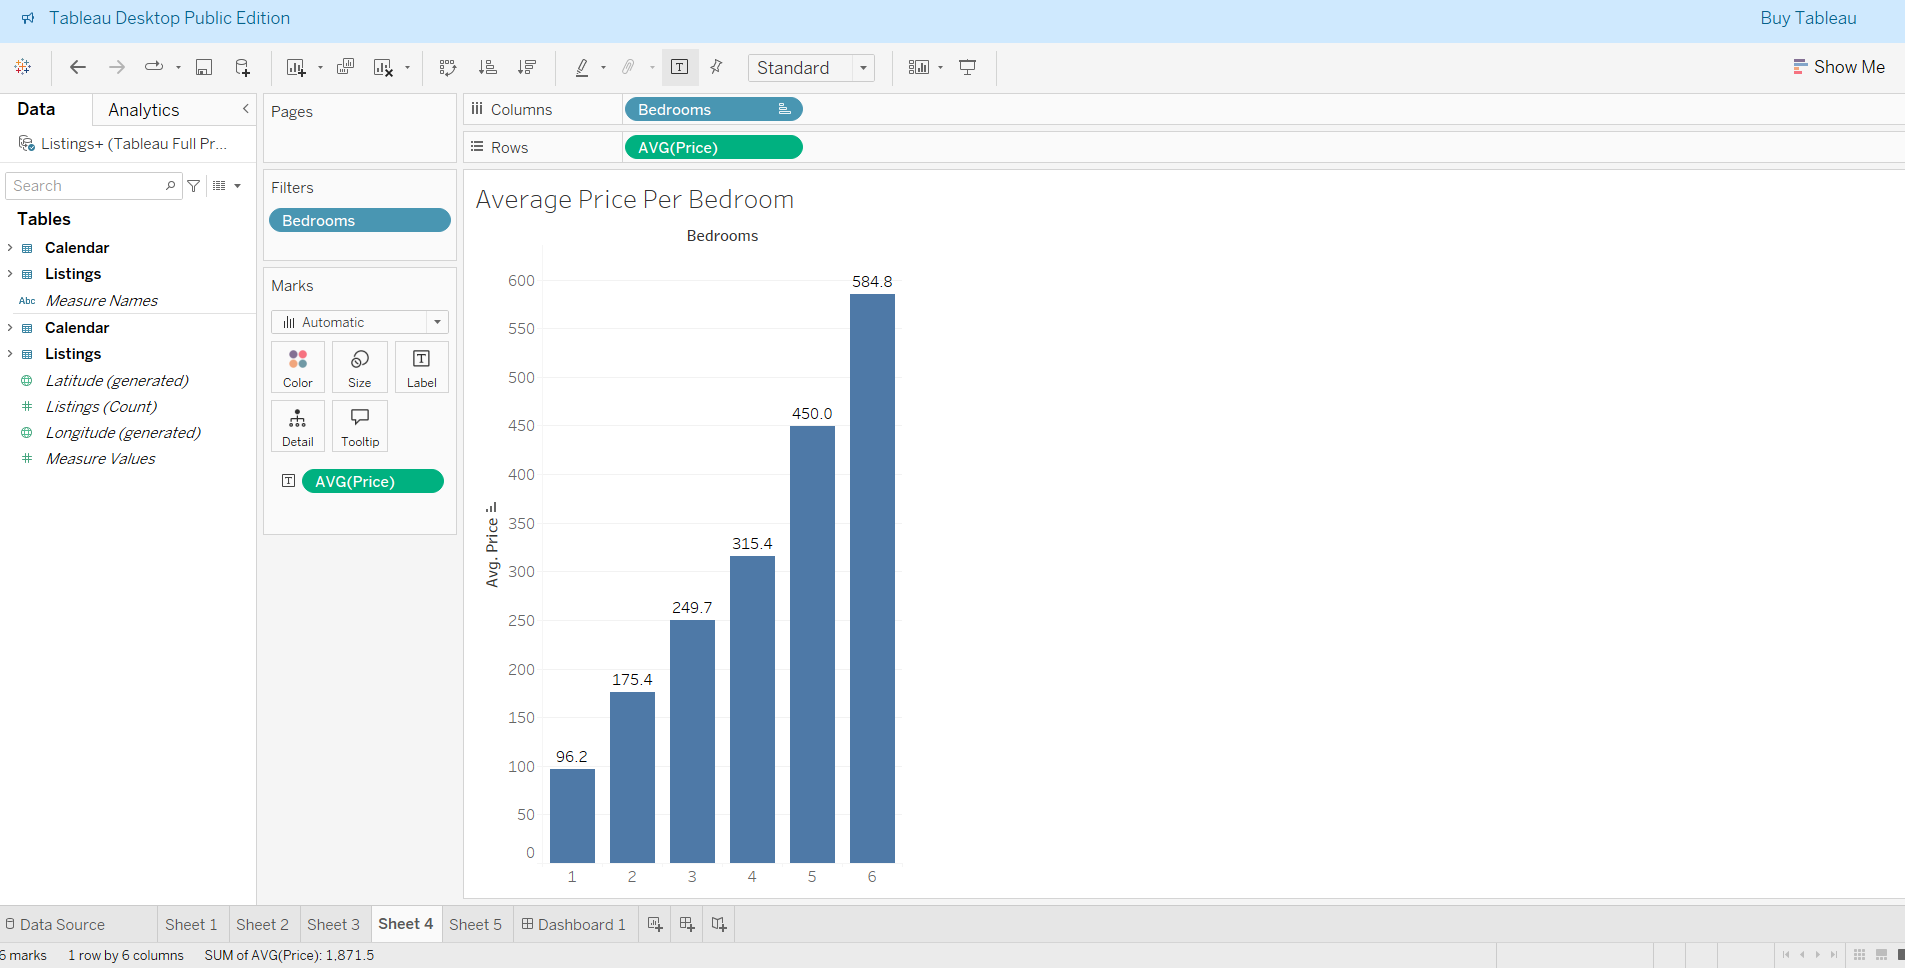 Tableau Desktop Public Edition
Buy Tableau
Standard
Show Me
Data
Analytics
Listings+ (Tableau Full Pr...
Search
Tables
Calendar
Listings
Abc Measure Names
Calendar
Listings
Latitude (generated)
Listings (Count)
Longitude (generated)
Measure Values
Pages
Filters
Bedrooms
Marks
Automatic
Color
Size
T
Label
Detail
Tooltip
T
AVG(Price)
Columns
Bedrooms
Rows
AVG(Price)
Average Price Per Bedroom
Bedrooms
Avg. Price
600
550
500
450
400
350
300
250
200
150
100
50
0
96.2
175.4
249.7
315.4
450.0
584.8
1
2
3
4
5
6
Data Source
Sheet 1
Sheet 2
Sheet 3
Sheet 4
Sheet 5
Dashboard 1
6 marks
1 row by 6 columns
SUM of AVG(Price): 1,871.5